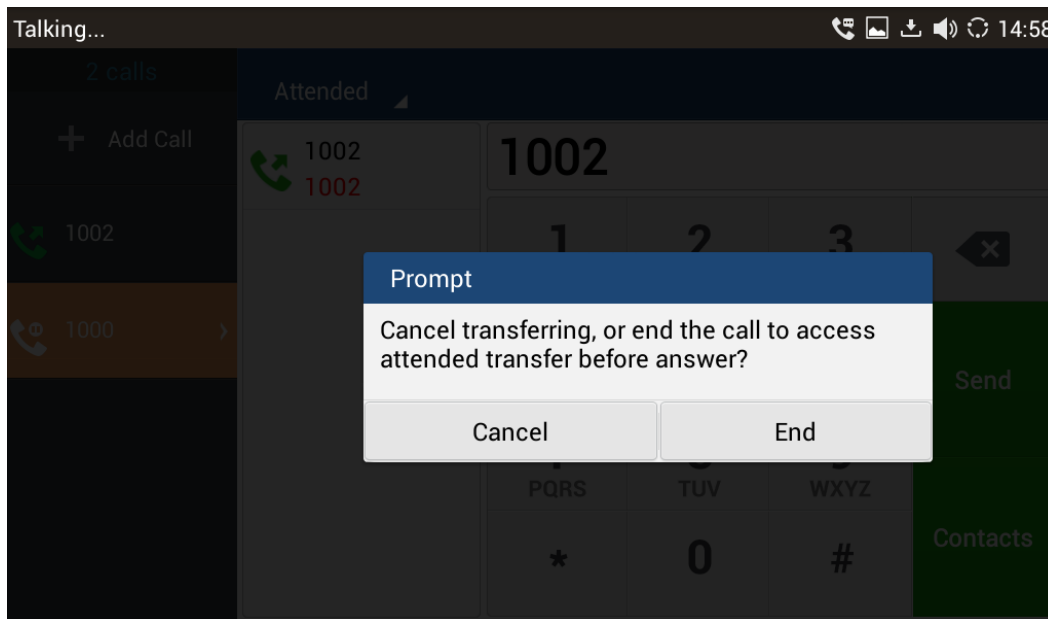 Talking...
14:58
2 calls
Attended
Add Call
1002
1002
1002
1002
1 2 3
1000
Prompt
Cancel transferring, or end the call to access
attended transfer before answer?
Send
Cancel
End
PQRS TUV WXYZ
Contacts
* 0 #